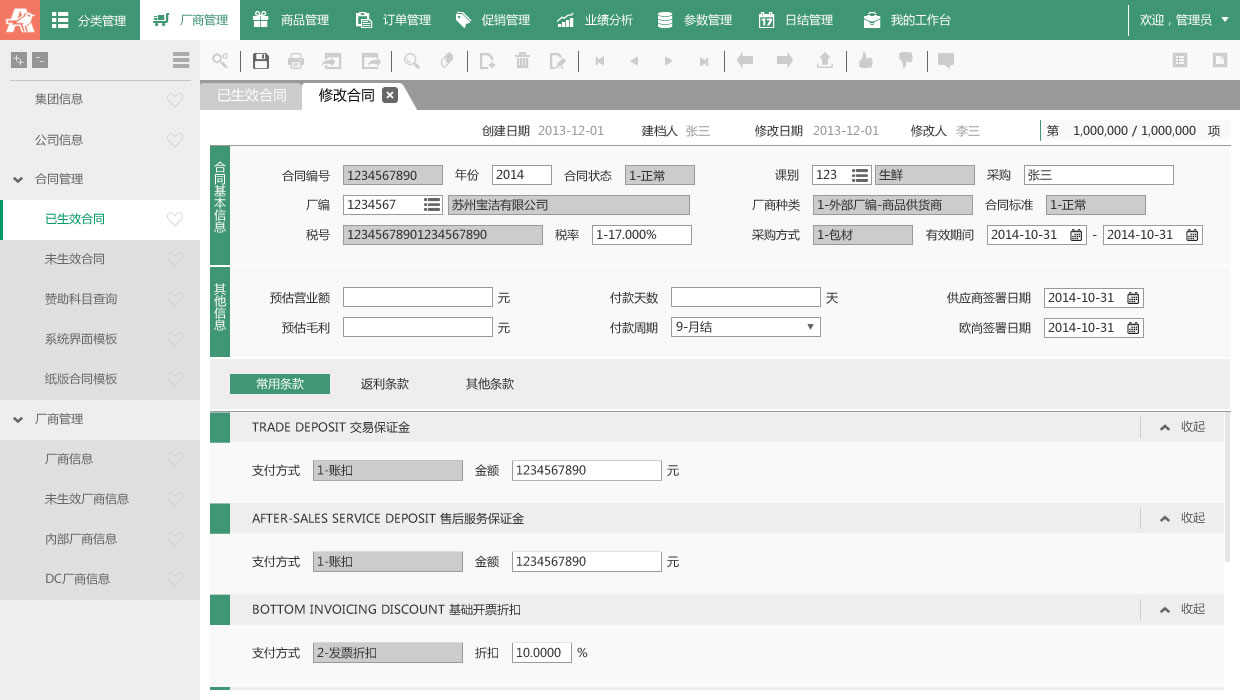 分类管理 厂商管理 商品管理 订单管理 促销管理 业绩分析 参数管理 日结管理 我的工作台 欢迎，管理员
集团信息
公司信息
合同管理
已生效合同
未生效合同
赞助科目查询
系统界面模板
纸版合同模板
厂商管理
厂商信息
未生效厂商信息
内部厂商信息
DC厂商信息
已生效合同 修改合同
创建日期 2013-12-01 建档人 张三 修改日期 2013-12-01 修改人 李三 第 1,000,000 / 1,000,000 项
合同基本信息
合同编号 1234567890 年份 2014 合同状态 1-正常 课别 123 生鲜 采购 张三
厂编 1234567 苏州宝洁有限公司 厂商种类 1-外部厂编-商品供货商 合同标准 1-正常
税号 12345678901234567890 税率 1-17.000% 采购方式 1-包材 有效期间 2014-10-31 - 2014-10-31
其他信息
预估营业额 元 付款天数 天 供应商签署日期 2014-10-31
预估毛利 元 付款周期 9-月结 欧尚签署日期 2014-10-31
常用条款 返利条款 其他条款
TRADE DEPOSIT 交易保证金 收起
支付方式 1-账扣 金额 1234567890 元
AFTER-SALES SERVICE DEPOSIT 售后服务保证金 收起
支付方式 1-账扣 金额 1234567890 元
BOTTOM INVOICING DISCOUNT 基础开票折扣 收起
支付方式 2-发票折扣 折扣 10.0000 %